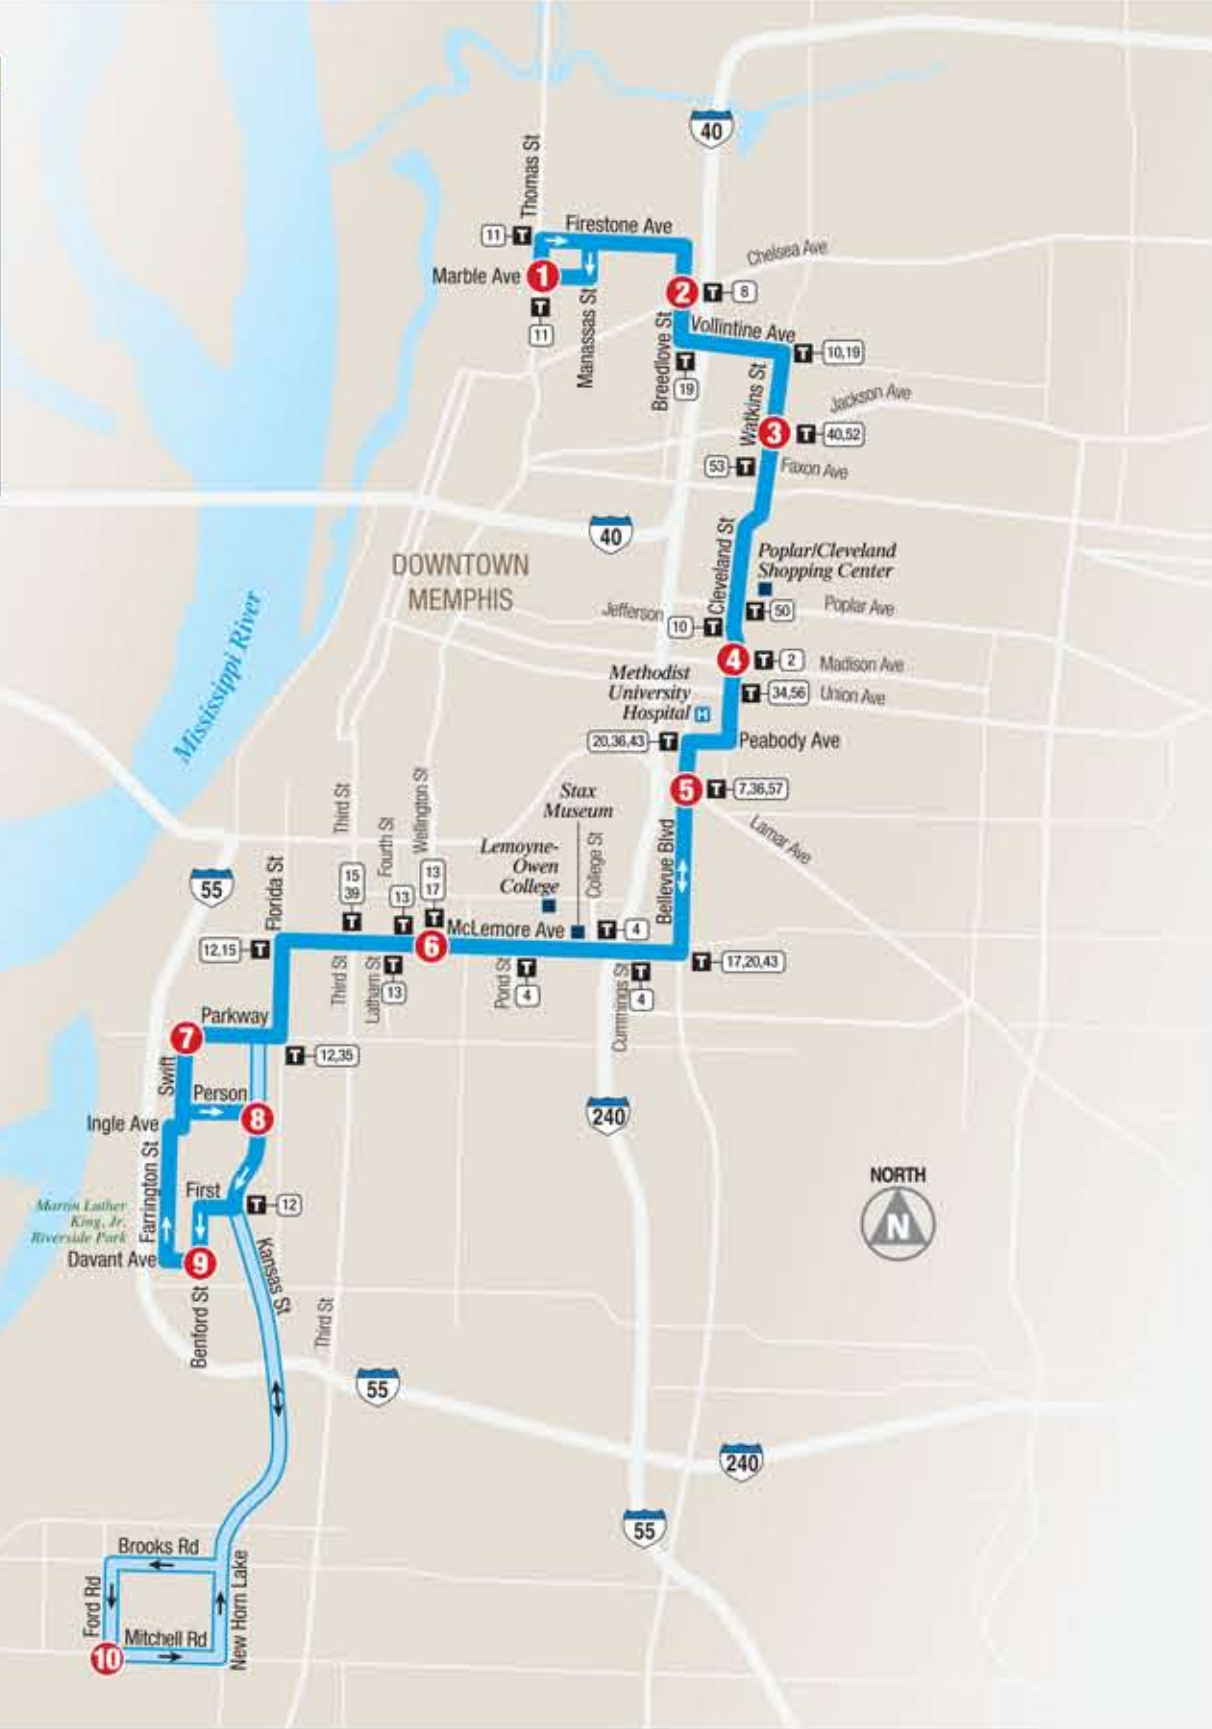 40
Thomas St
Firestone Ave
11 T
Chelsea Ave
Marble Ave
1
2
T 8
T
11
Manassas St
Breedlove St
Vollintine Ave
T 10,19
T
19
Watkins St
Jackson Ave
3
T 40,52
53 T
Faxon Ave
40
Cleveland St
DOWNTOWN
MEMPHIS
Poplar/Cleveland
Shopping Center
Mississippi River
Jefferson
10 T
T 50
Poplar Ave
4
T 2
Madison Ave
Methodist
University
Hospital H
T 34,56
Union Ave
20,36,43 T
Peabody Ave
5
T 7,36,57
Lamar Ave
Third St
Fourth St
Wellington St
Stax
Museum
Lemoyne-
Owen
College
College St
Bellevue Blvd
55
Florida St
15
39
T
13
T
13
17
T
McLemore Ave
T 4
12,15 T
6
T 17,20,43
Third St
Latham St
T
13
Pond St
T
4
Cummings St
T
4
Parkway
7
T 12,35
Swift
Person
8
Ingle Ave
240
Farrington St
First
T 12
Martin Luther
King, Jr.
Riverside Park
Davant Ave
9
Benford St
Kansas St
Third St
NORTH
N
55
240
55
Brooks Rd
Ford Rd
Mitchell Rd
New Horn Lake
10